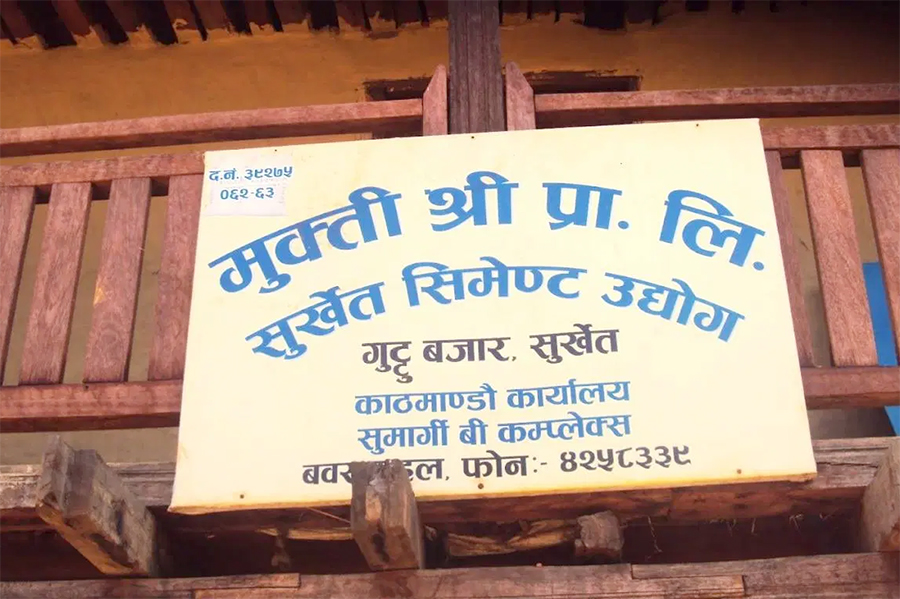 द.नं. ३९२७५
०६२-६३
मुक्ती श्री प्रा. लि.
सुर्खेत सिमेण्ट उद्योग
गुट्टु बजार, सुर्खेत
काठमाण्डौ कार्यालय
सुमार्गी बी कम्प्लेक्स
फोन:- ४२५८३३९